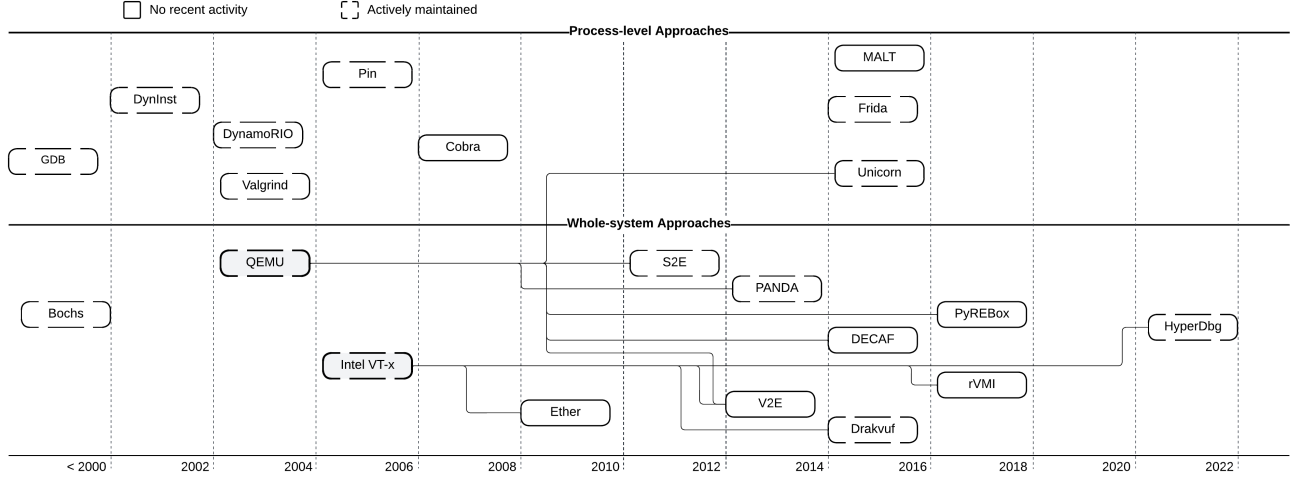 No recent activity
Actively maintained
Process-level Approaches
MALT
Pin
DynInst
Frida
DynamoRIO
Cobra
GDB
Unicorn
Valgrind
Whole-system Approaches
QEMU
S2E
PANDA
Bochs
PyREBox
HyperDbg
DECAF
Intel VT-x
rVMI
V2E
Ether
Drakvuf
< 2000
2002
2004
2006
2008
2010
2012
2014
2016
2018
2020
2022